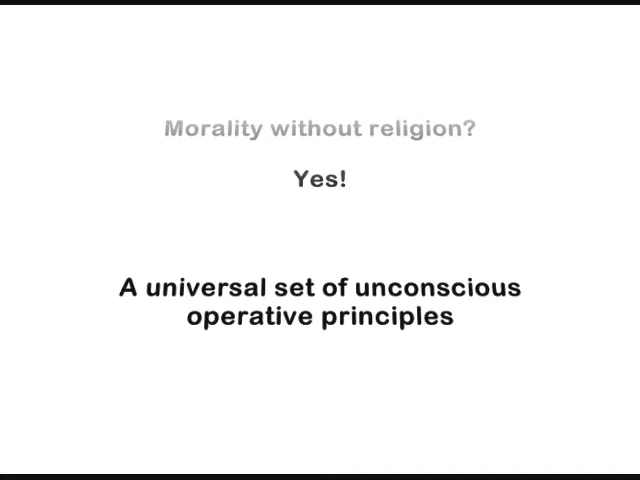 Morality without religion?
Yes!
A universal set of unconscious
operative principles